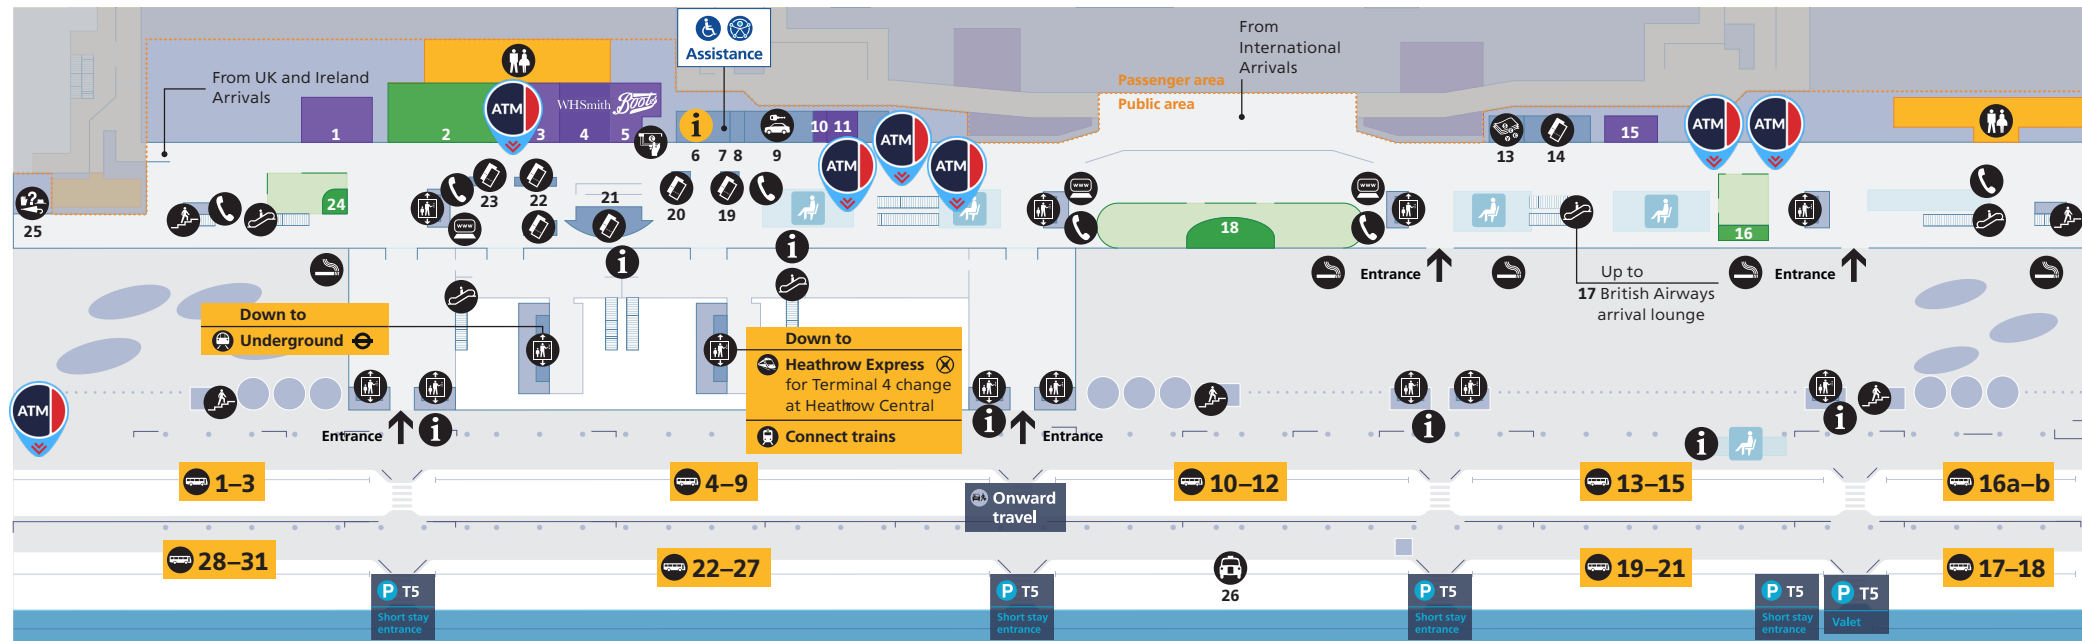 Assistance
From
International
Arrivals
From UK and Ireland
Arrivals
Passenger area
Public area
ATM
WHSmith
Boots
1
2
3
4
5
i
6
7
8
9
10
11
ATM
ATM
ATM
13
14
15
ATM
ATM
25
24
23
22
21
20
19
www
www
www
18
16
i
i
Entrance
Entrance
Up to
17 British Airways
arrival lounge
Down to
Underground
Down to
Heathrow Express
for Terminal 4 change
at Heathrow Central
Connect trains
ATM
Entrance
i
i
Entrance
i
i
i
1–3
4–9
Onward
travel
10–12
13–15
16a–b
28–31
22–27
26
19–21
17–18
P T5
Short stay
entrance
P T5
Short stay
entrance
P T5
Short stay
entrance
P T5
Short stay
entrance
P T5
Valet